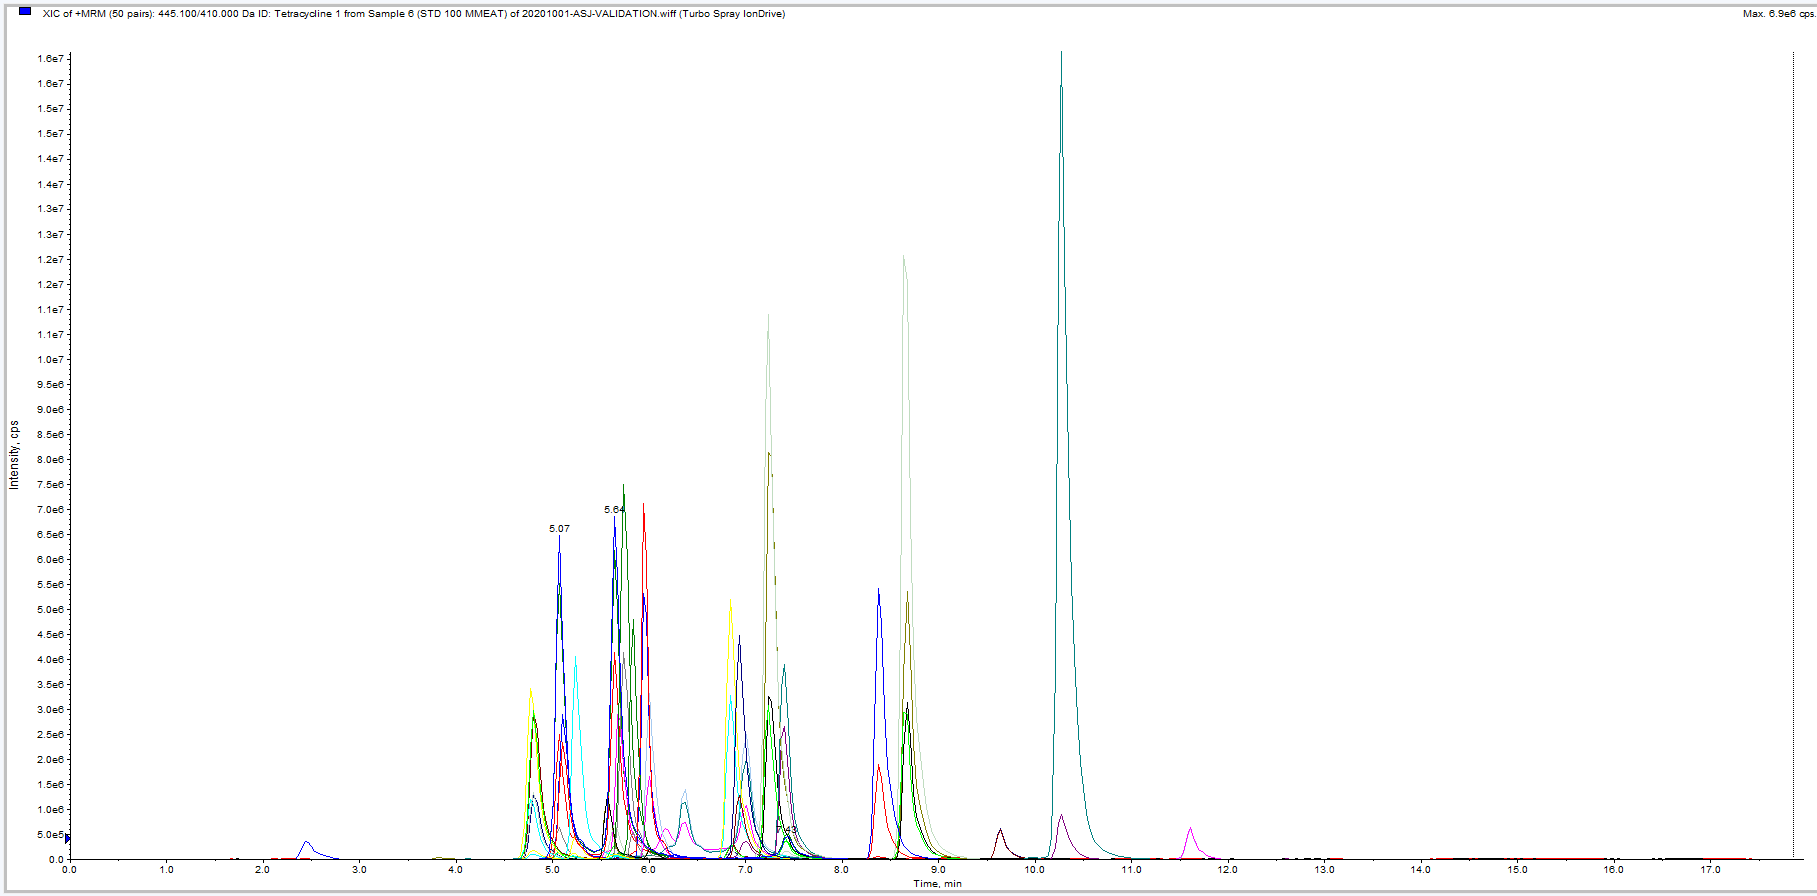 XIC of +MRM (50 pairs): 445.100/410.000 Da ID: Tetracycline 1 from Sample 6 (STD 100 MMEAT) of 20201001-ASJ-VALIDATION.wiff (Turbo Spray IonDrive)
Max. 6.9e6 cps.
1.6e7
1.6e7
1.5e7
1.5e7
1.4e7
1.4e7
1.3e7
1.3e7
1.2e7
1.2e7
1.1e7
1.1e7
1.0e7
9.5e6
9.0e6
8.5e6
8.0e6
7.5e6
7.0e6
6.5e6
6.0e6
5.5e6
5.0e6
4.5e6
4.0e6
3.5e6
3.0e6
2.5e6
2.0e6
1.5e6
1.0e6
5.0e5
0.0
Intensity, cps
5.07
5.64
7.43
0.0 1.0 2.0 3.0 4.0 5.0 6.0 7.0 8.0 9.0 10.0 11.0 12.0 13.0 14.0 15.0 16.0 17.0
Time, min